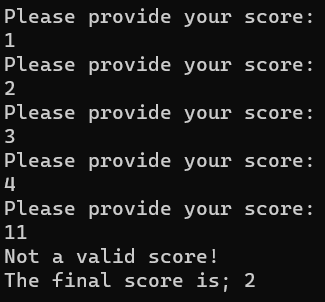 Please provide your score:
1
Please provide your score:
2
Please provide your score:
3
Please provide your score:
4
Please provide your score:
11
Not a valid score!
The final score is; 2